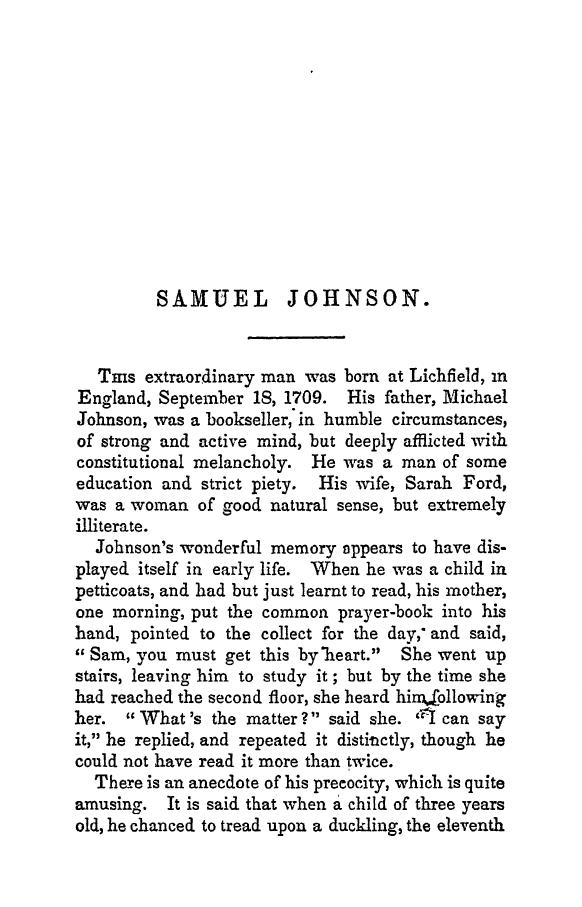 SAMUEL JOHNSON.
This extraordinary man was born at Lichfield, in
England, September 18, 1709. His father, Michael
Johnson, was a bookseller, in humble circumstances,
of strong and active mind, but deeply afflicted with
constitutional melancholy. He was a man of some
education and strict piety. His wife, Sarah Ford,
was a woman of good natural sense, but extremely
illiterate.
Johnson's wonderful memory appears to have dis-
played itself in early life. When he was a child in
petticoats, and had but just learnt to read, his mother,
one morning, put the common prayer-book into his
hand, pointed to the collect for the day, and said,
"Sam, you must get this by heart." She went up
stairs, leaving him to study it; but by the time she
had reached the second floor, she heard him following
her. "What's the matter?" said she. "I can say
it," he replied, and repeated it distinctly, though he
could not have read it more than twice.
There is an anecdote of his precocity, which is quite
amusing. It is said that when a child of three years
old, he chanced to tread upon a duckling, the eleventh